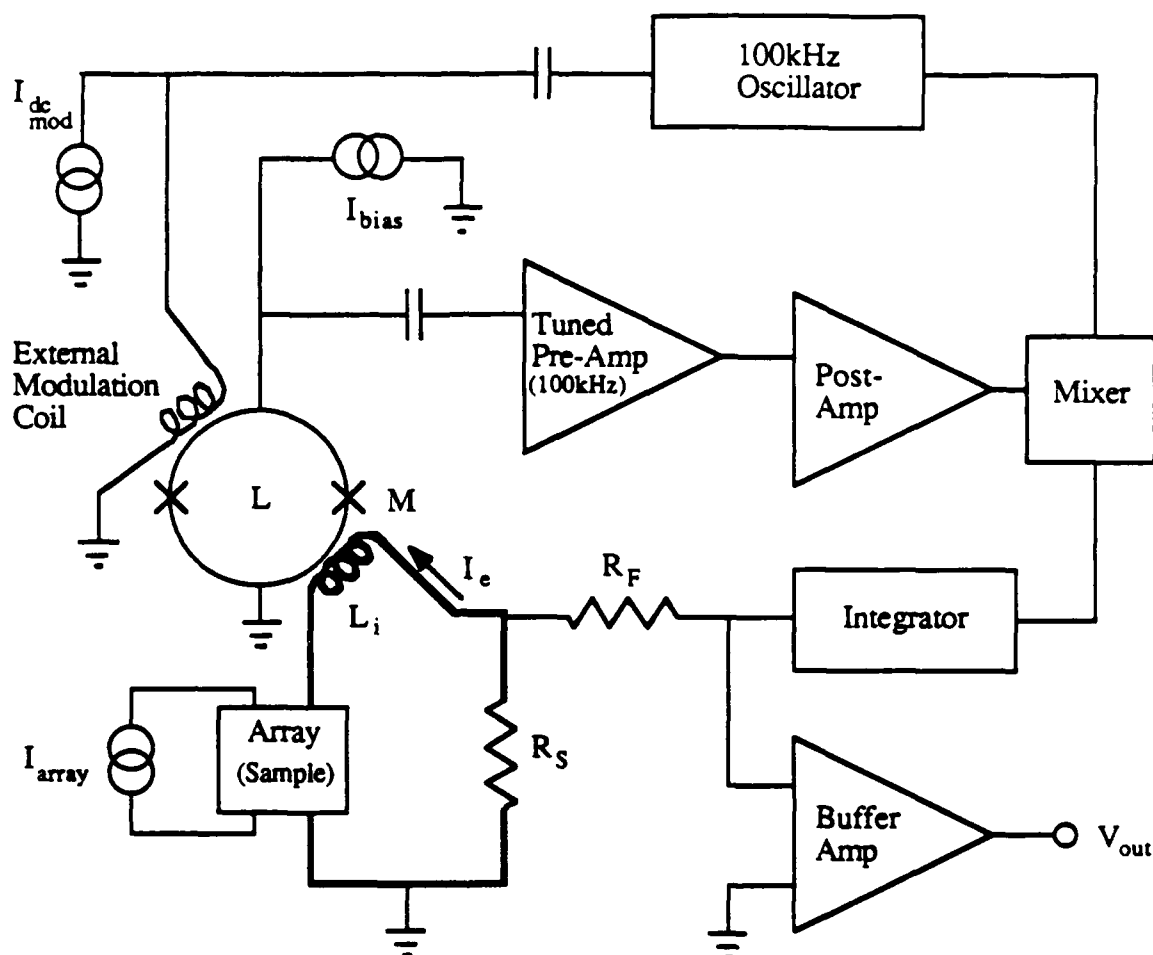 100kHz
Oscillator
I dc mod
I bias
Tuned
Pre-Amp
(100kHz)
Post-
Amp
Mixer
External
Modulation
Coil
L
M
I e
L i
R F
Integrator
I array
Array
(Sample)
R S
Buffer
Amp
V out